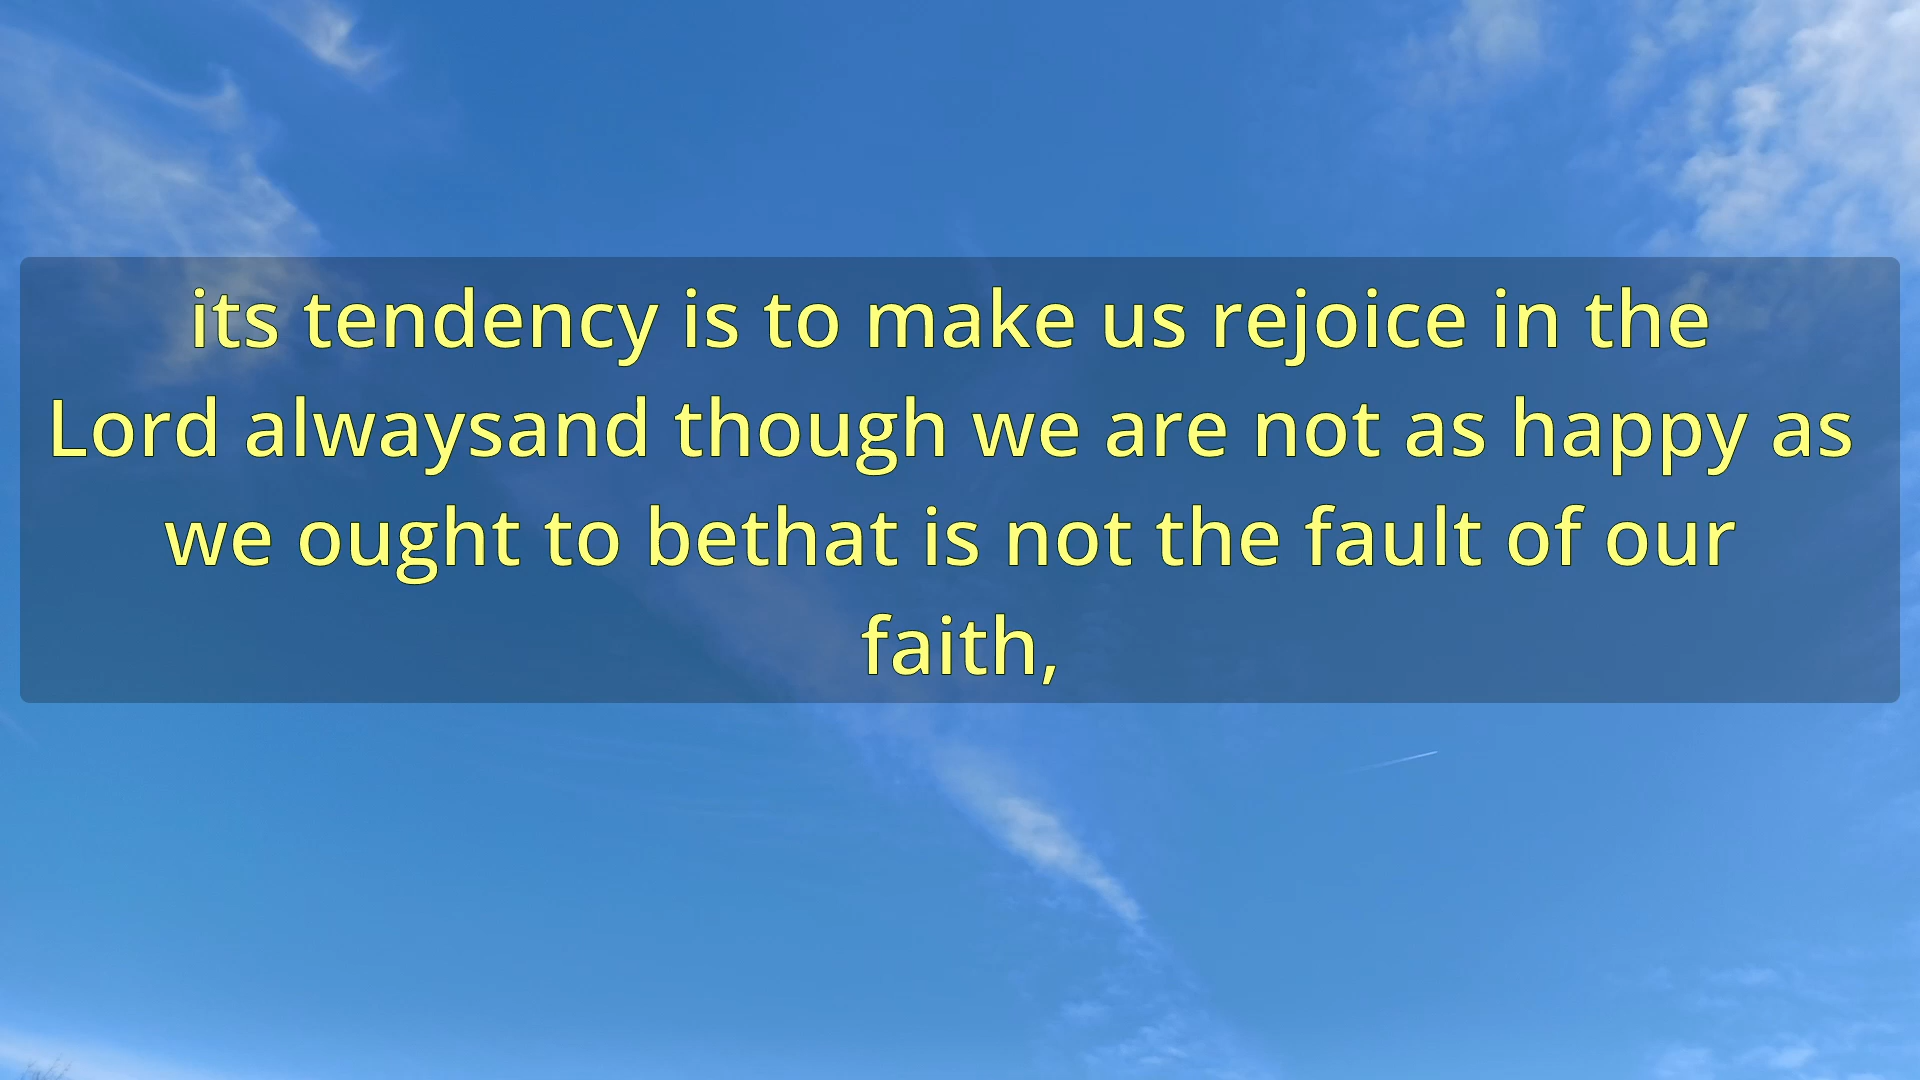 its tendency is to make us rejoice in the
Lord alwaysand though we are not as happy as
we ought to bethat is not the fault of our
faith,